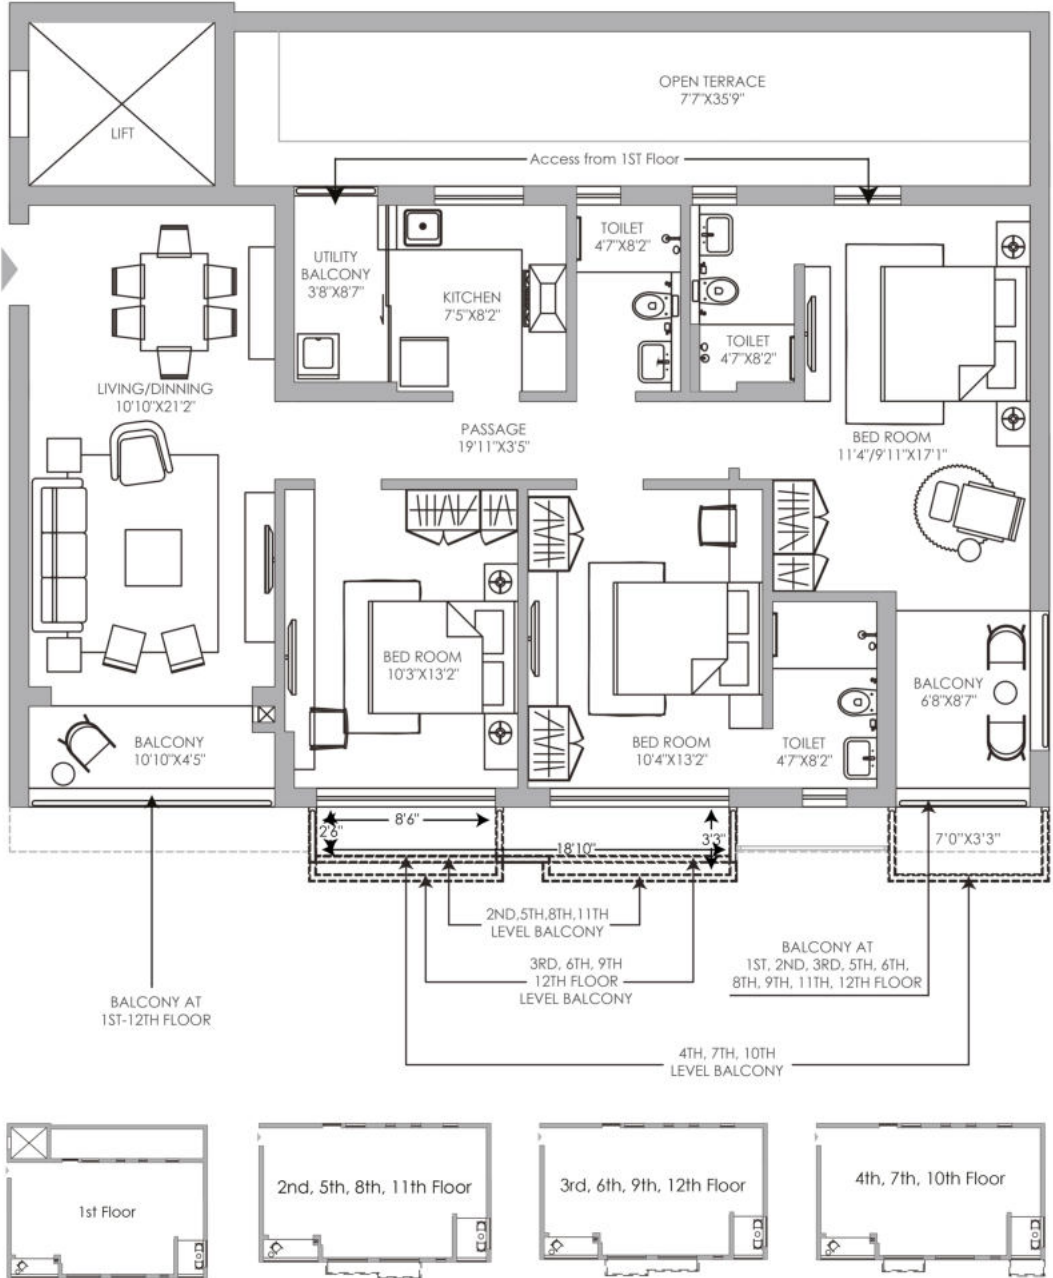 OPEN TERRACE
7'7"X35'9"
LIFT
Access from 1ST Floor
UTILITY
BALCONY
3'8"X8'7"
KITCHEN
7'5"X8'2"
TOILET
4'7"X8'2"
TOILET
4'7"X8'2"
LIVING/DINNING
10'10"X21'2"
PASSAGE
19'11"X3'5"
BED ROOM
11'4"/9'11"X17'1"
BED ROOM
10'3"X13'2"
BED ROOM
10'4"X13'2"
TOILET
4'7"X8'2"
BALCONY
6'8"X8'7"
BALCONY
10'10"X4'5"
8'6"
2'6"
18'10"
3'3"
7'0"X3'3"
2ND,5TH,8TH,11TH
LEVEL BALCONY
3RD, 6TH, 9TH
12TH FLOOR
LEVEL BALCONY
BALCONY AT
1ST, 2ND, 3RD, 5TH, 6TH,
8TH, 9TH, 11TH, 12TH FLOOR
BALCONY AT
1ST-12TH FLOOR
4TH, 7TH, 10TH
LEVEL BALCONY
1st Floor
2nd, 5th, 8th, 11th Floor
3rd, 6th, 9th, 12th Floor
4th, 7th, 10th Floor